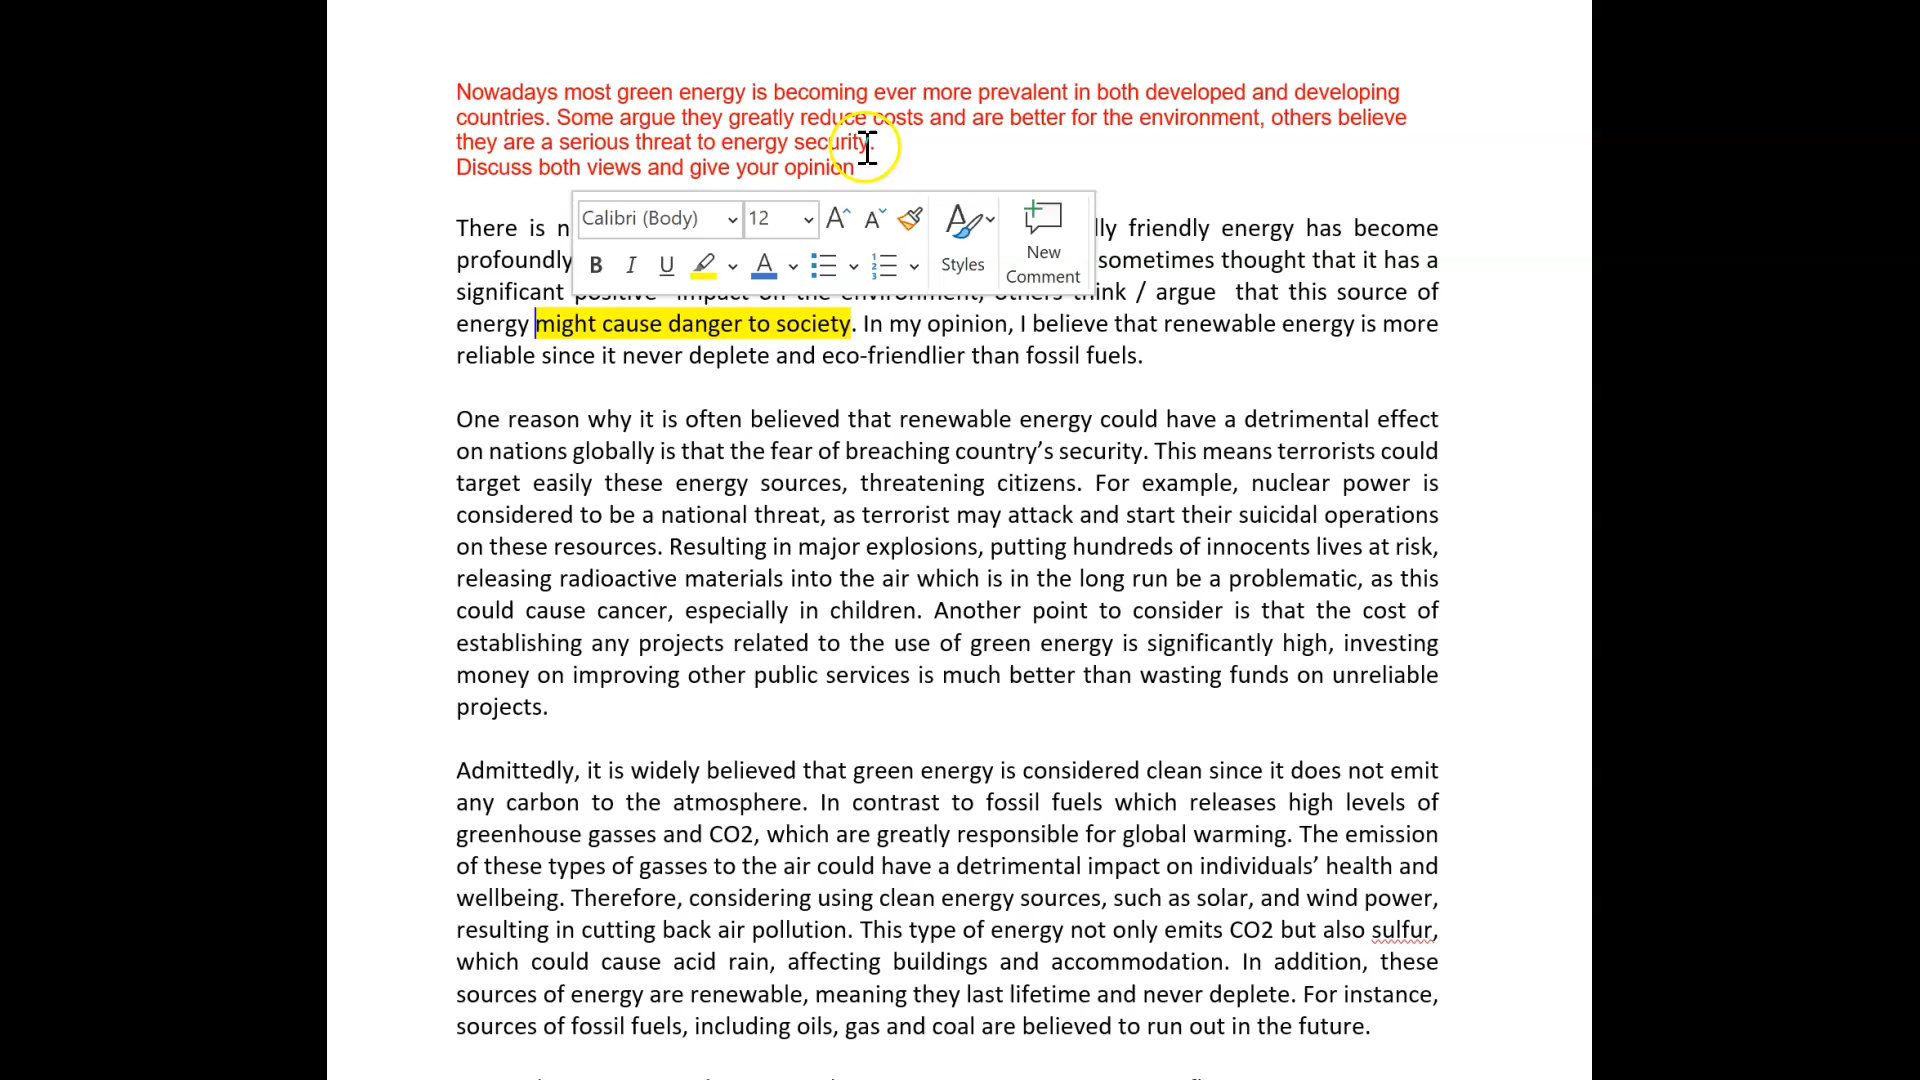 Nowadays most green energy is becoming ever more prevalent in both developed and developing
countries. Some argue they greatly reduce costs and are better for the environment, others believe
they are a serious threat to energy security.
Discuss both views and give your opinion
There is n
Calibri (Body) 12
lly friendly energy has become
profoundly
B I U A Styles New Comment
sometimes thought that it has a
significant positive impact on the environment, others think / argue that this source of
energy might cause danger to society. In my opinion, I believe that renewable energy is more
reliable since it never deplete and eco-friendlier than fossil fuels.
One reason why it is often believed that renewable energy could have a detrimental effect
on nations globally is that the fear of breaching country’s security. This means terrorists could
target easily these energy sources, threatening citizens. For example, nuclear power is
considered to be a national threat, as terrorist may attack and start their suicidal operations
on these resources. Resulting in major explosions, putting hundreds of innocents lives at risk,
releasing radioactive materials into the air which is in the long run be a problematic, as this
could cause cancer, especially in children. Another point to consider is that the cost of
establishing any projects related to the use of green energy is significantly high, investing
money on improving other public services is much better than wasting funds on unreliable
projects.
Admittedly, it is widely believed that green energy is considered clean since it does not emit
any carbon to the atmosphere. In contrast to fossil fuels which releases high levels of
greenhouse gasses and CO2, which are greatly responsible for global warming. The emission
of these types of gasses to the air could have a detrimental impact on individuals’ health and
wellbeing. Therefore, considering using clean energy sources, such as solar, and wind power,
resulting in cutting back air pollution. This type of energy not only emits CO2 but also sulfur,
which could cause acid rain, affecting buildings and accommodation. In addition, these
sources of energy are renewable, meaning they last lifetime and never deplete. For instance,
sources of fossil fuels, including oils, gas and coal are believed to run out in the future.